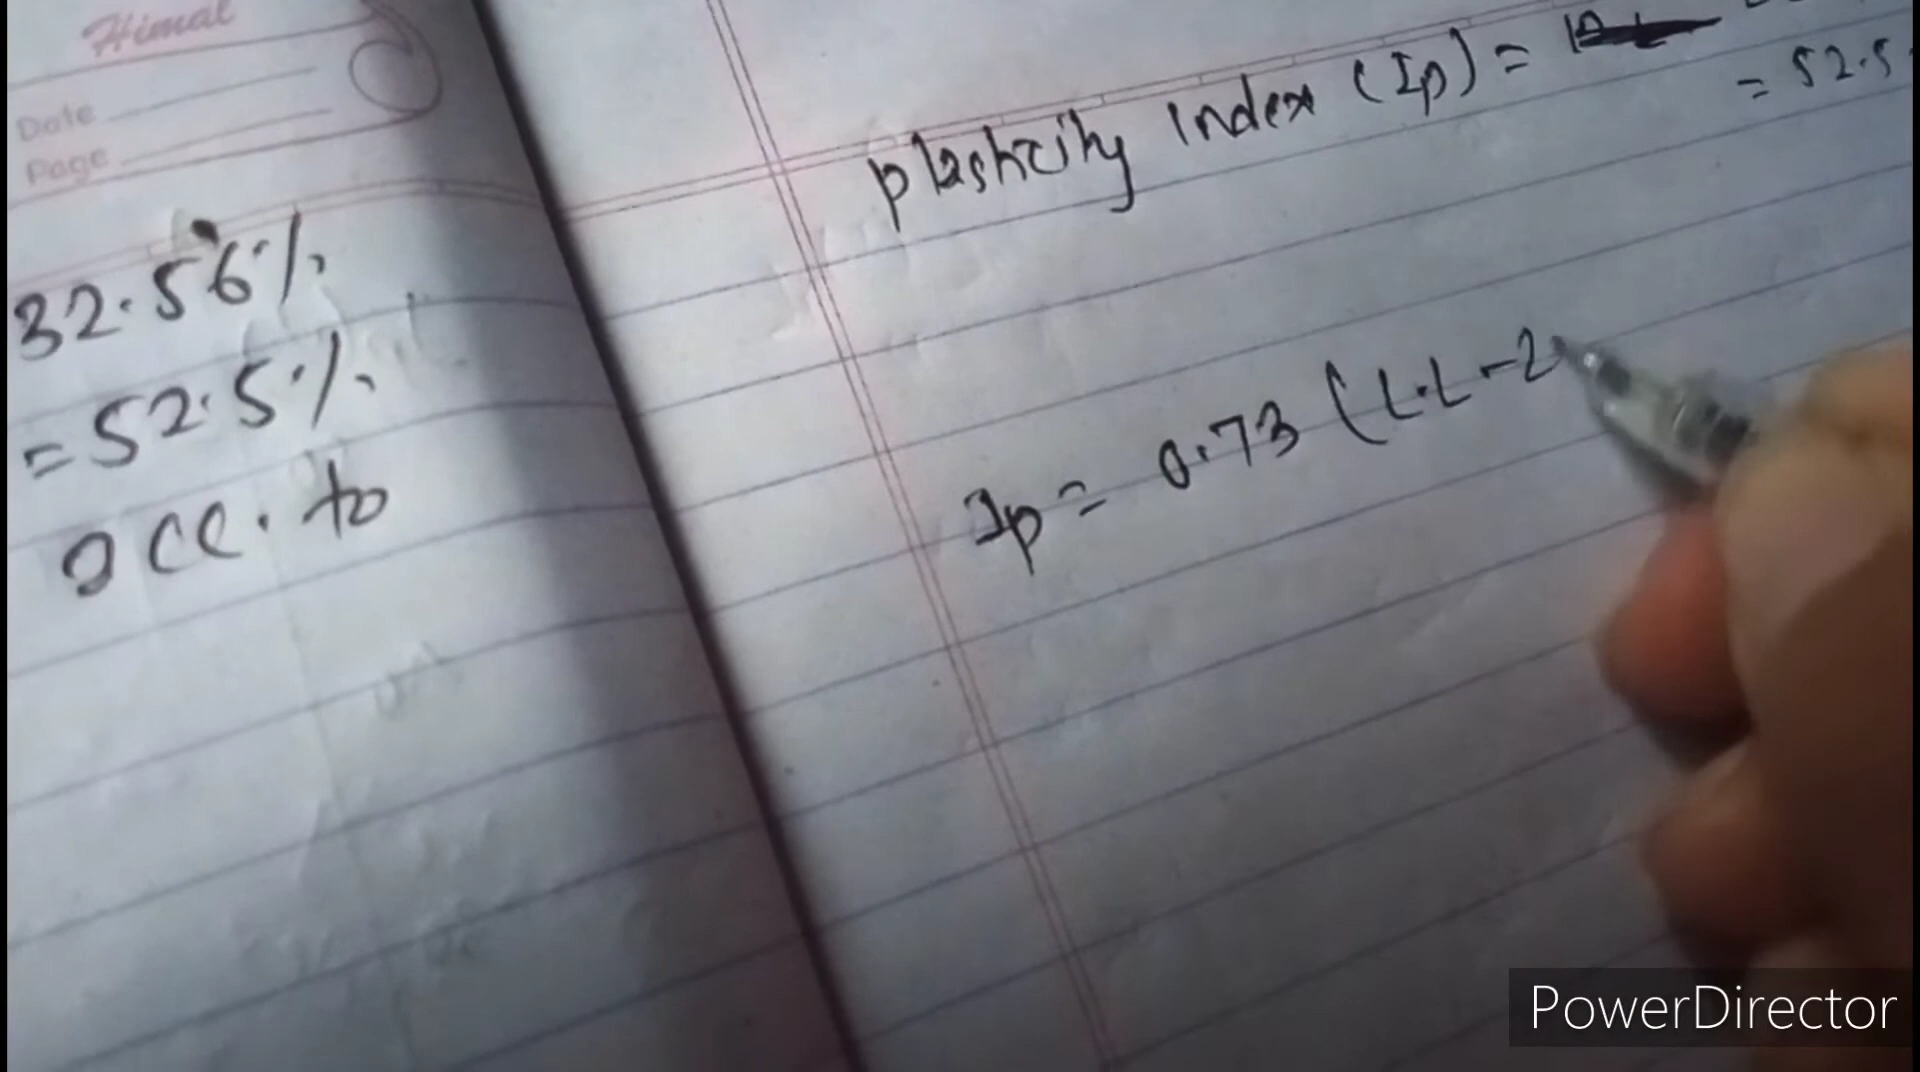 Himal
Date
Page
32.56%
= 52.5%
acc. to
plasticity index (Ip) =
= 52.5
Ip = 0.73 (L.L - 2
PowerDirector